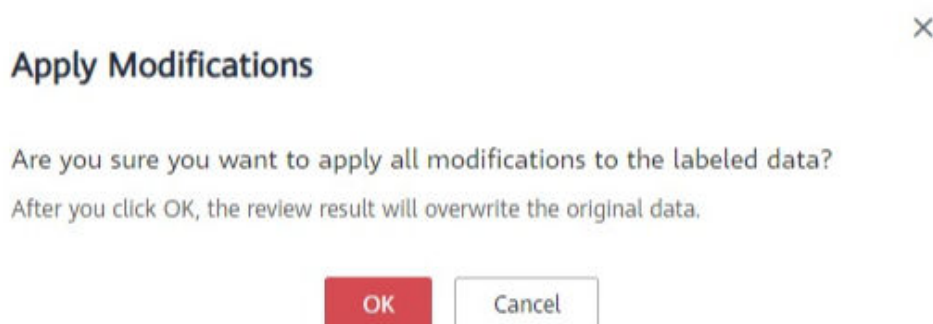 Apply Modifications
Are you sure you want to apply all modifications to the labeled data?
After you click OK, the review result will overwrite the original data.
OK Cancel